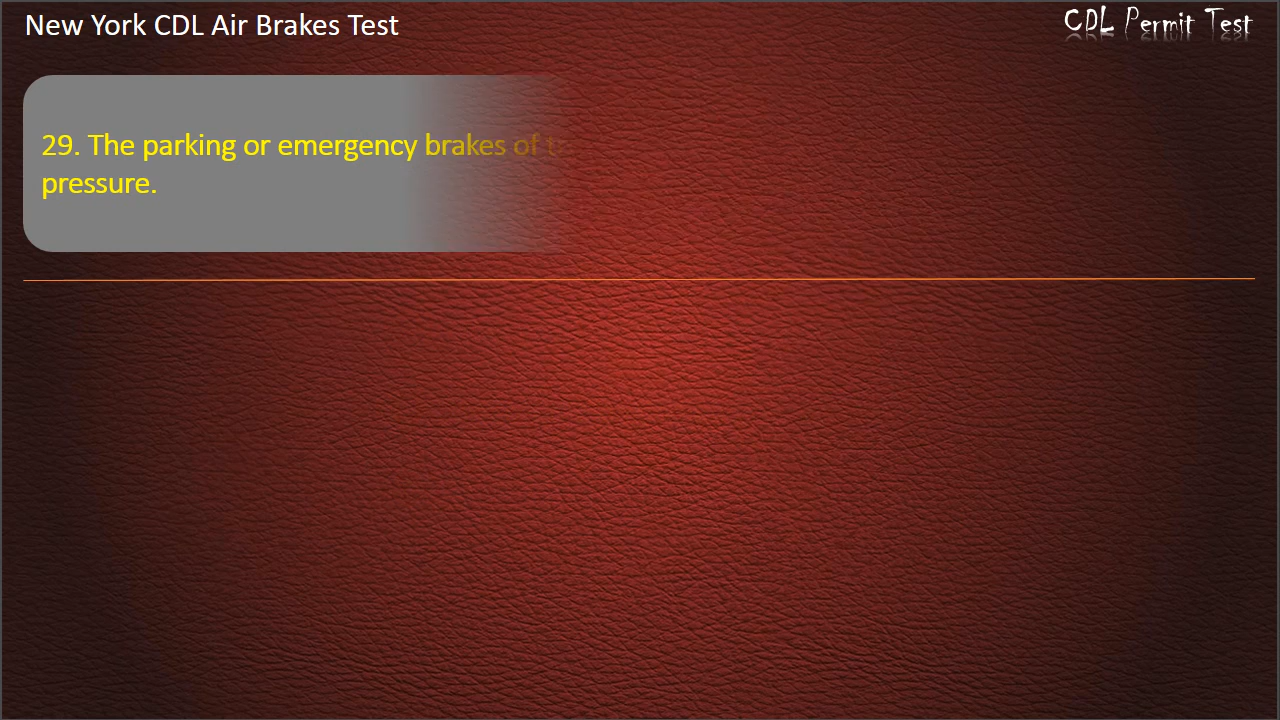 New York CDL Air Brakes Test
CDL Permit Test
29. The parking or emergency brakes of
pressure.